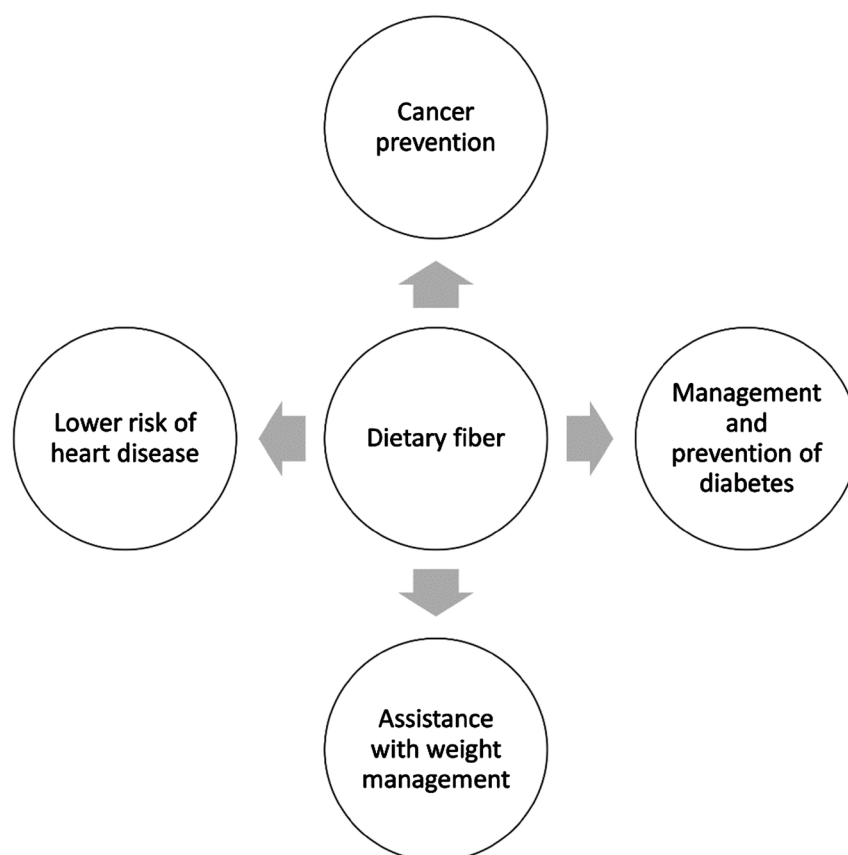 Cancer
prevention
Lower risk of
heart disease
Dietary fiber
Management
and
prevention of
diabetes
Assistance
with weight
management